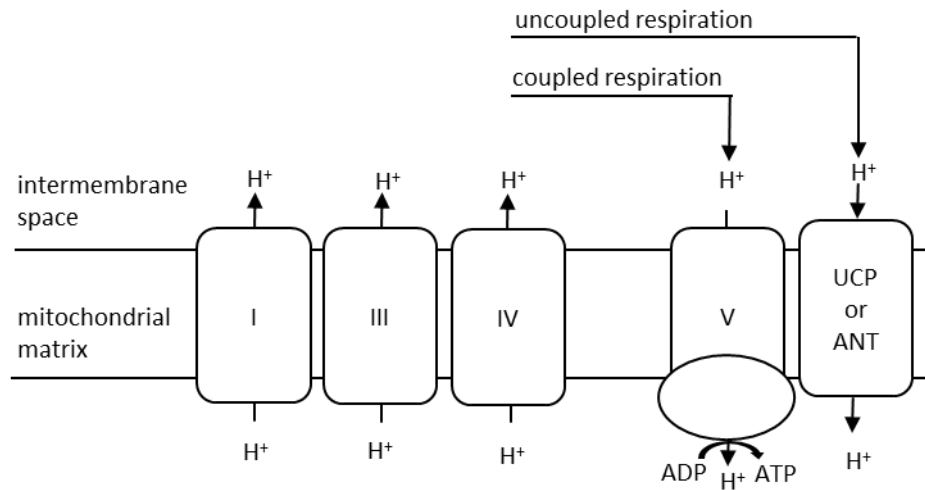 uncoupled respiration
coupled respiration
H⁺ H⁺ H⁺ H⁺ H⁺
intermembrane
space
I III IV V UCP
or
ANT
mitochondrial
matrix
H⁺ H⁺ H⁺ ADP H⁺ ATP H⁺